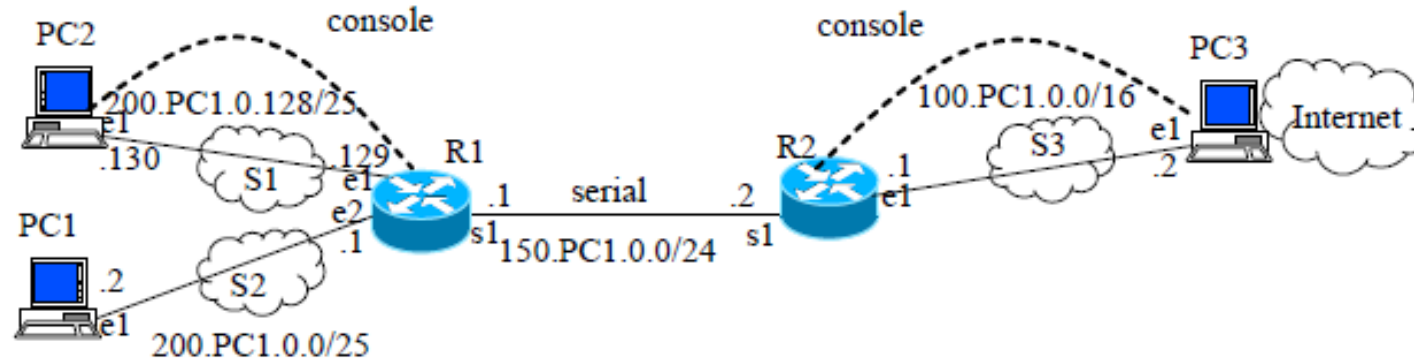 console
console
PC2
PC3
200.PC1.0.128/25
100.PC1.0.0/16
Internet
e1
.130
S1
.129
e1
R1
R2
S3
e1
.2
.1
e1
PC1
e2
.1
.1
serial
.2
s1
150.PC1.0.0/24
s1
.2
e1
S2
200.PC1.0.0/25